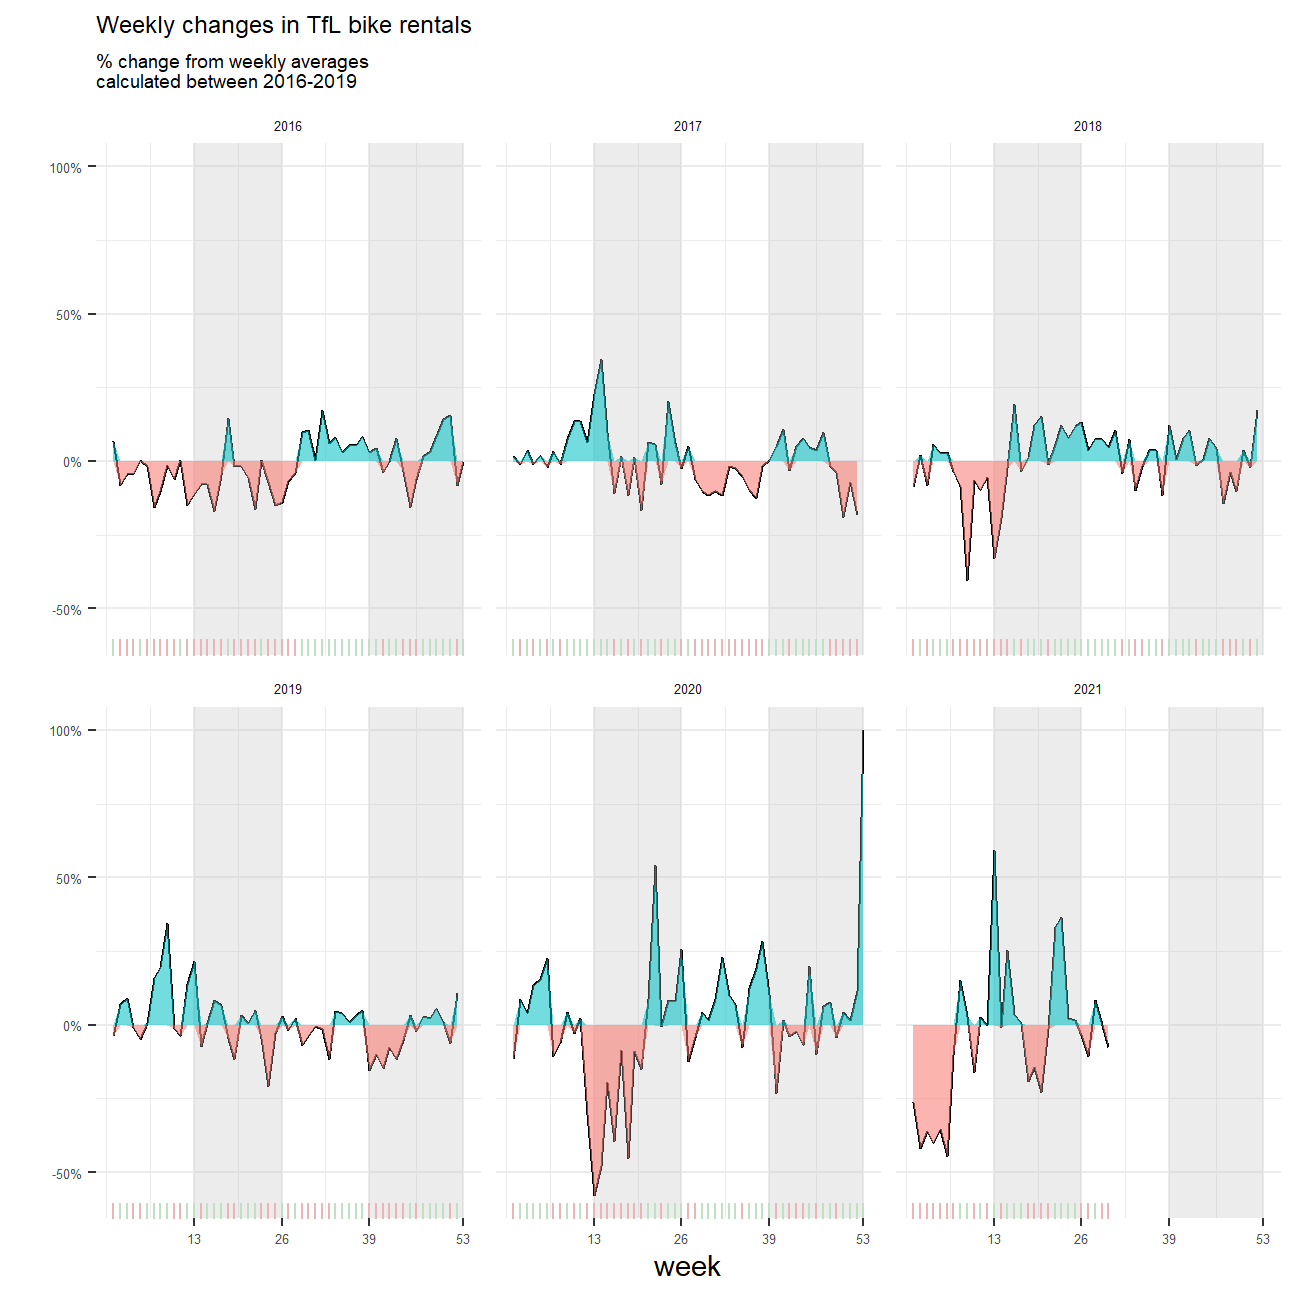 Weekly changes in TfL bike rentals
% change from weekly averages
calculated between 2016-2019
2016 2017 2018
100%
50%
0%
-50%
2019 2020 2021
100%
50%
0%
-50%
13 26 39 53 13 26 39 53 13 26 39 53
week